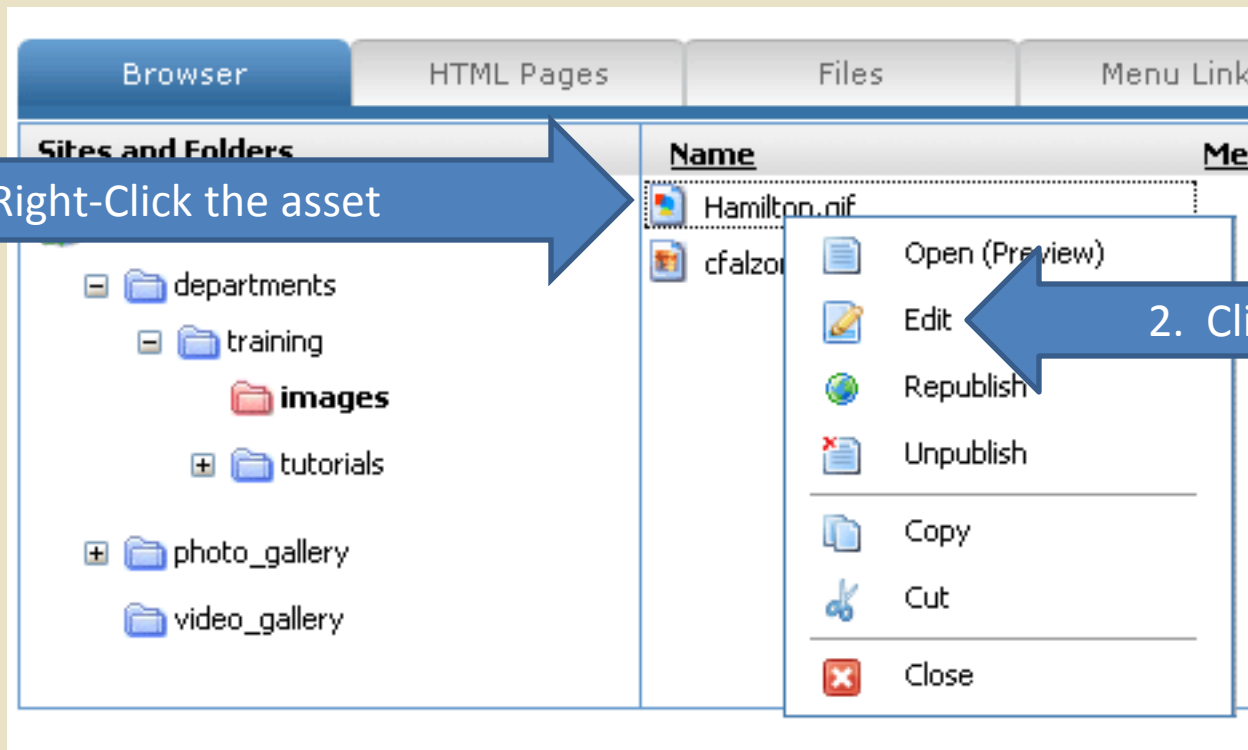 Browser HTML Pages Files Menu Link
Sites and Folders
Name Me
Right-Click the asset
Hamilton.gif
departments
Open (Preview)
training
Edit
2. Cli
images
Republish
tutorials
Unpublish
photo_gallery
Copy
video_gallery
Cut
Close